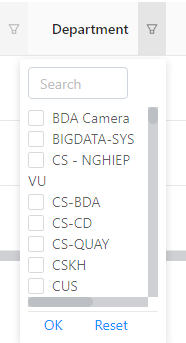 Department
Search
BDA Camera
BIGDATA-SYS
CS - NGHIEP
VU
CS-BDA
CS-CD
CS-QUAY
CSKH
CUS
OK Reset